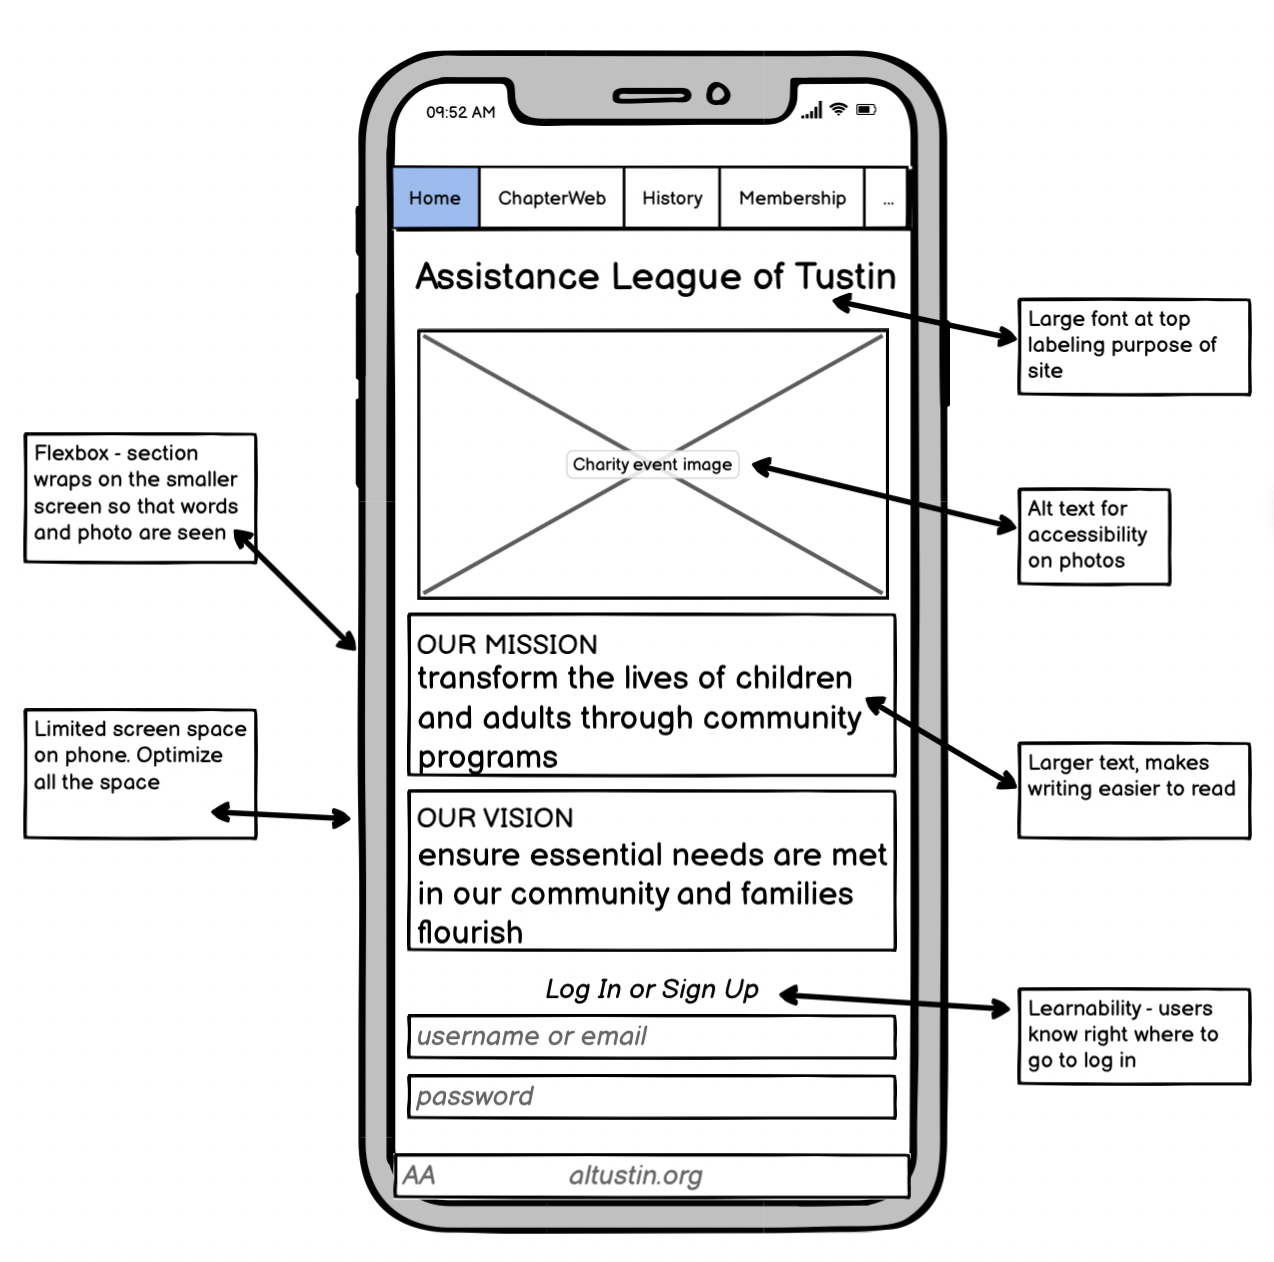 09:52 AM
Home ChapterWeb History Membership ...
Assistance League of Tustin
Large font at top
labeling purpose of
site
Charity event image
Flexbox - section
wraps on the smaller
screen so that words
and photo are seen
Alt text for
accessibility
on photos
OUR MISSION
transform the lives of children
and adults through community
programs
Limited screen space
on phone. Optimize
all the space
Larger text, makes
writing easier to read
OUR VISION
ensure essential needs are met
in our community and families
flourish
Log In or Sign Up
Learnability - users
know right where to
go to log in
username or email
password
AA altustin.org